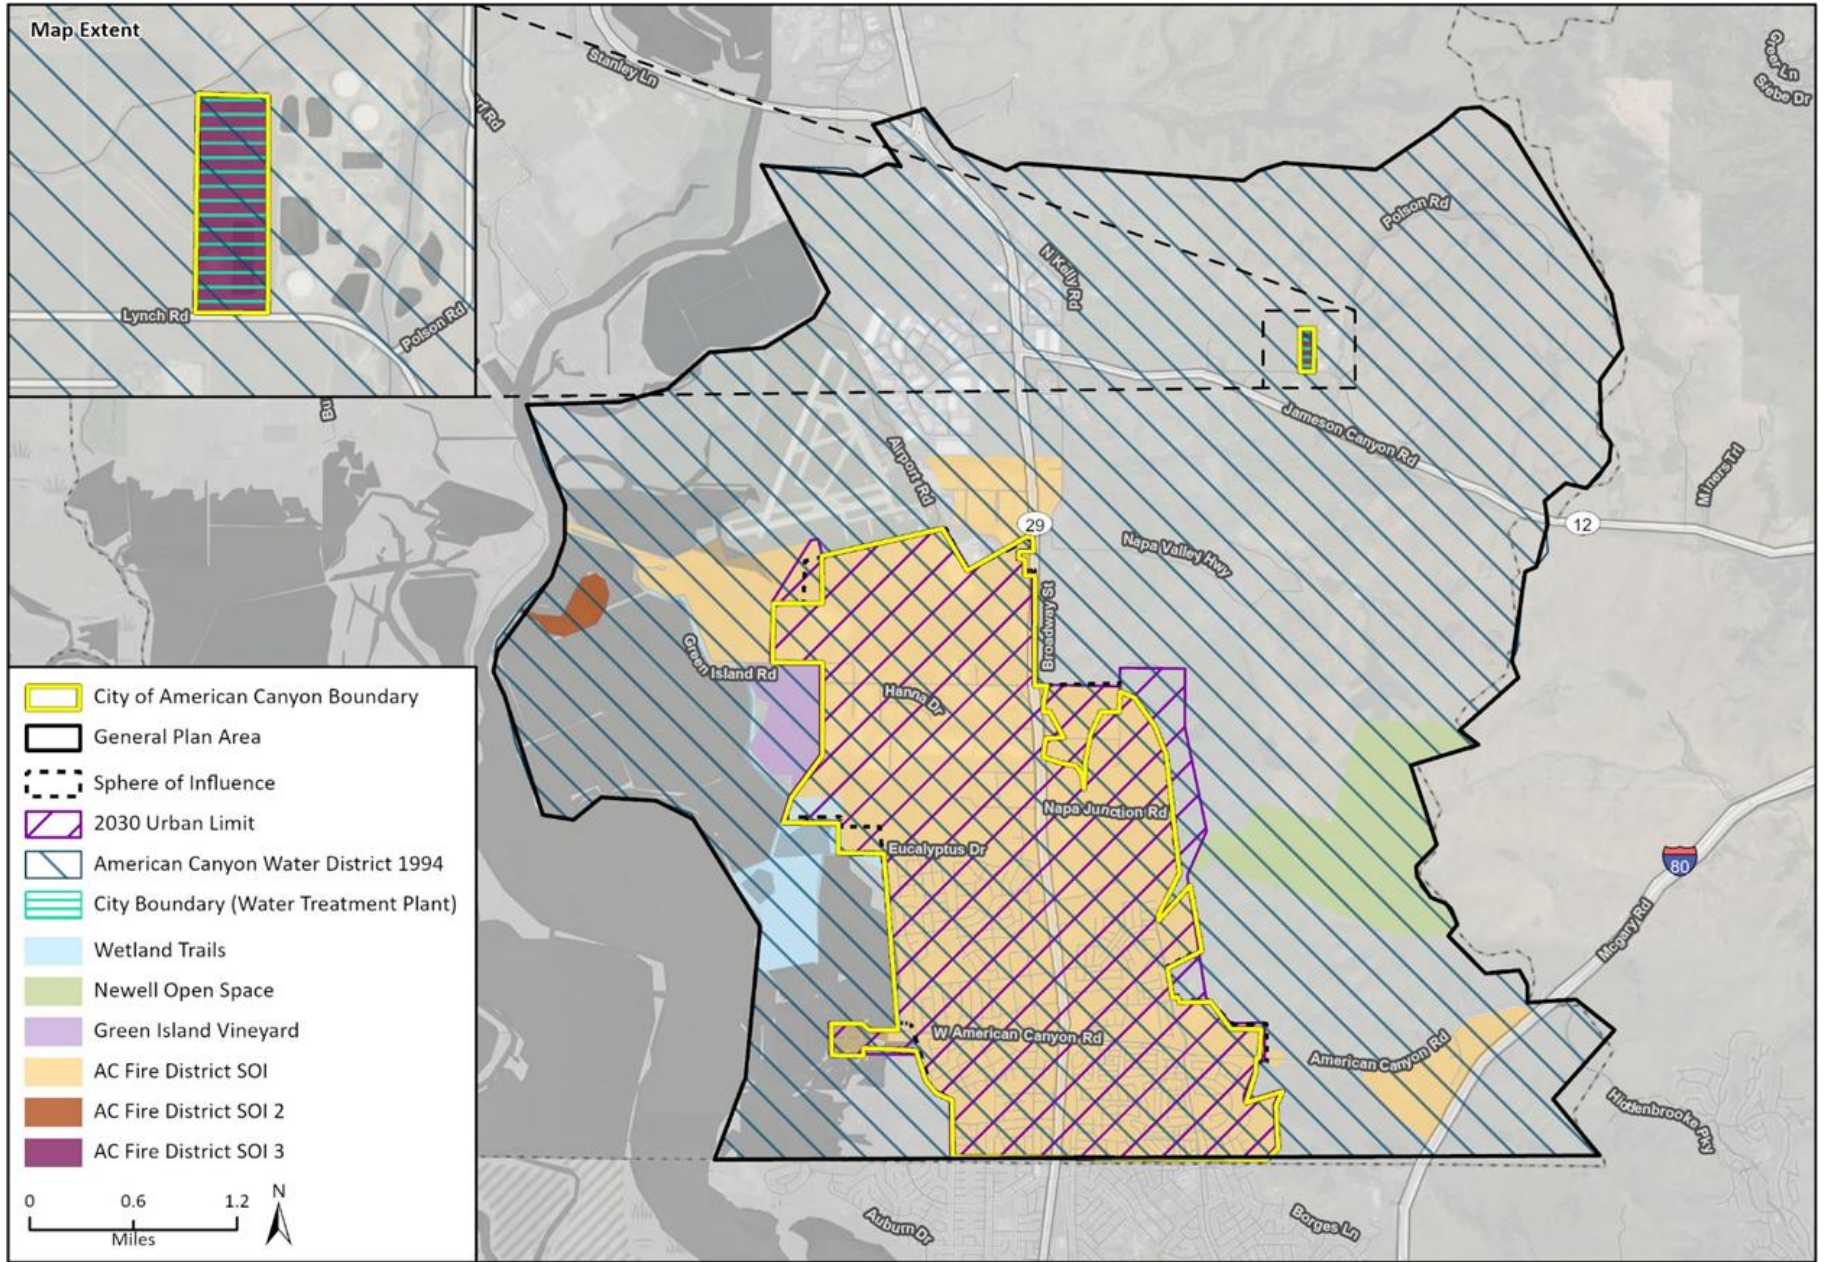 Map Extent
Lynch Rd
Polson Rd
Stanley Ln
Greer Ln
Siebe Dr
Polson Rd
N Kelly Rd
Bu
Jameson Canyon Rd
Airport Rd
Miners Trl
29
12
Napa Valley Hwy
Broadway St
Green Island Rd
Hanna Dr
Napa Junction Rd
Eucalyptus Dr
80
Mcgary Rd
W American Canyon Rd
American Canyon Rd
Hiddenbrooke Pky
Auburn Dr
Borges Ln
City of American Canyon Boundary
General Plan Area
Sphere of Influence
2030 Urban Limit
American Canyon Water District 1994
City Boundary (Water Treatment Plant)
Wetland Trails
Newell Open Space
Green Island Vineyard
AC Fire District SOI
AC Fire District SOI 2
AC Fire District SOI 3
0 0.6 1.2
Miles
N